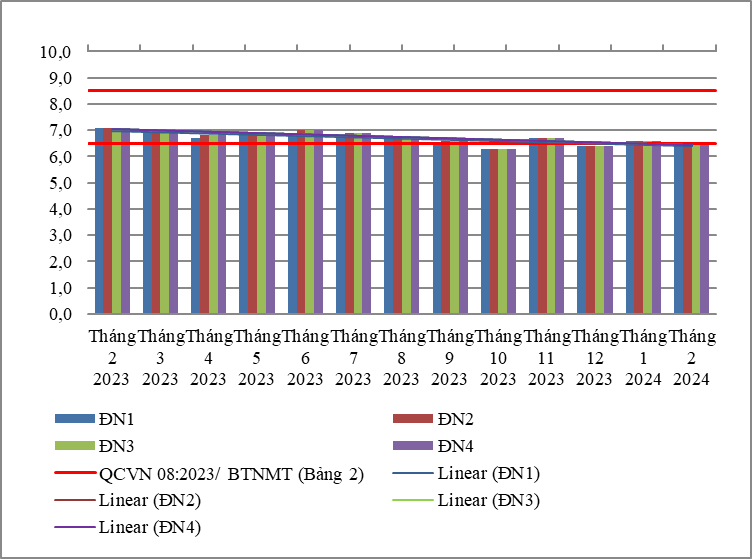 10,0
9,0
8,0
7,0
6,0
5,0
4,0
3,0
2,0
1,0
0,0
Tháng Tháng Tháng Tháng Tháng Tháng Tháng Tháng Tháng Tháng Tháng Tháng Tháng
2 3 4 5 6 7 8 9 10 11 12 1 2
2023 2023 2023 2023 2023 2023 2023 2023 2023 2023 2023 2024 2024
ĐN1 ĐN2
ĐN3 ĐN4
QCVN 08:2023/ BTNMT (Bảng 2) Linear (ĐN1)
Linear (ĐN2) Linear (ĐN3)
Linear (ĐN4)